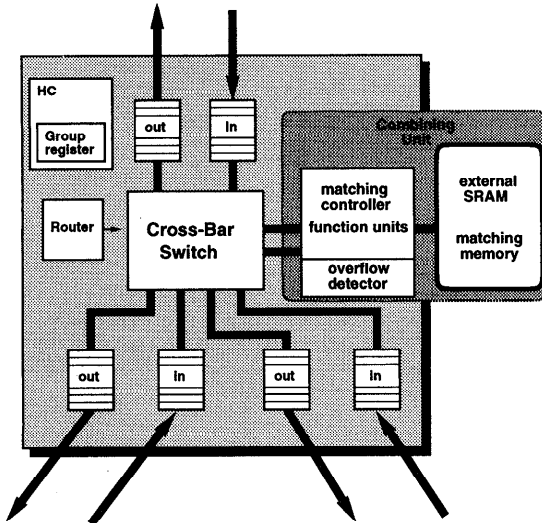 HC
Group
register
out
in
Combining
Unit
matching
controller
function units
overflow
detector
external
SRAM
matching
memory
Router
Cross-Bar
Switch
out
in
out
in